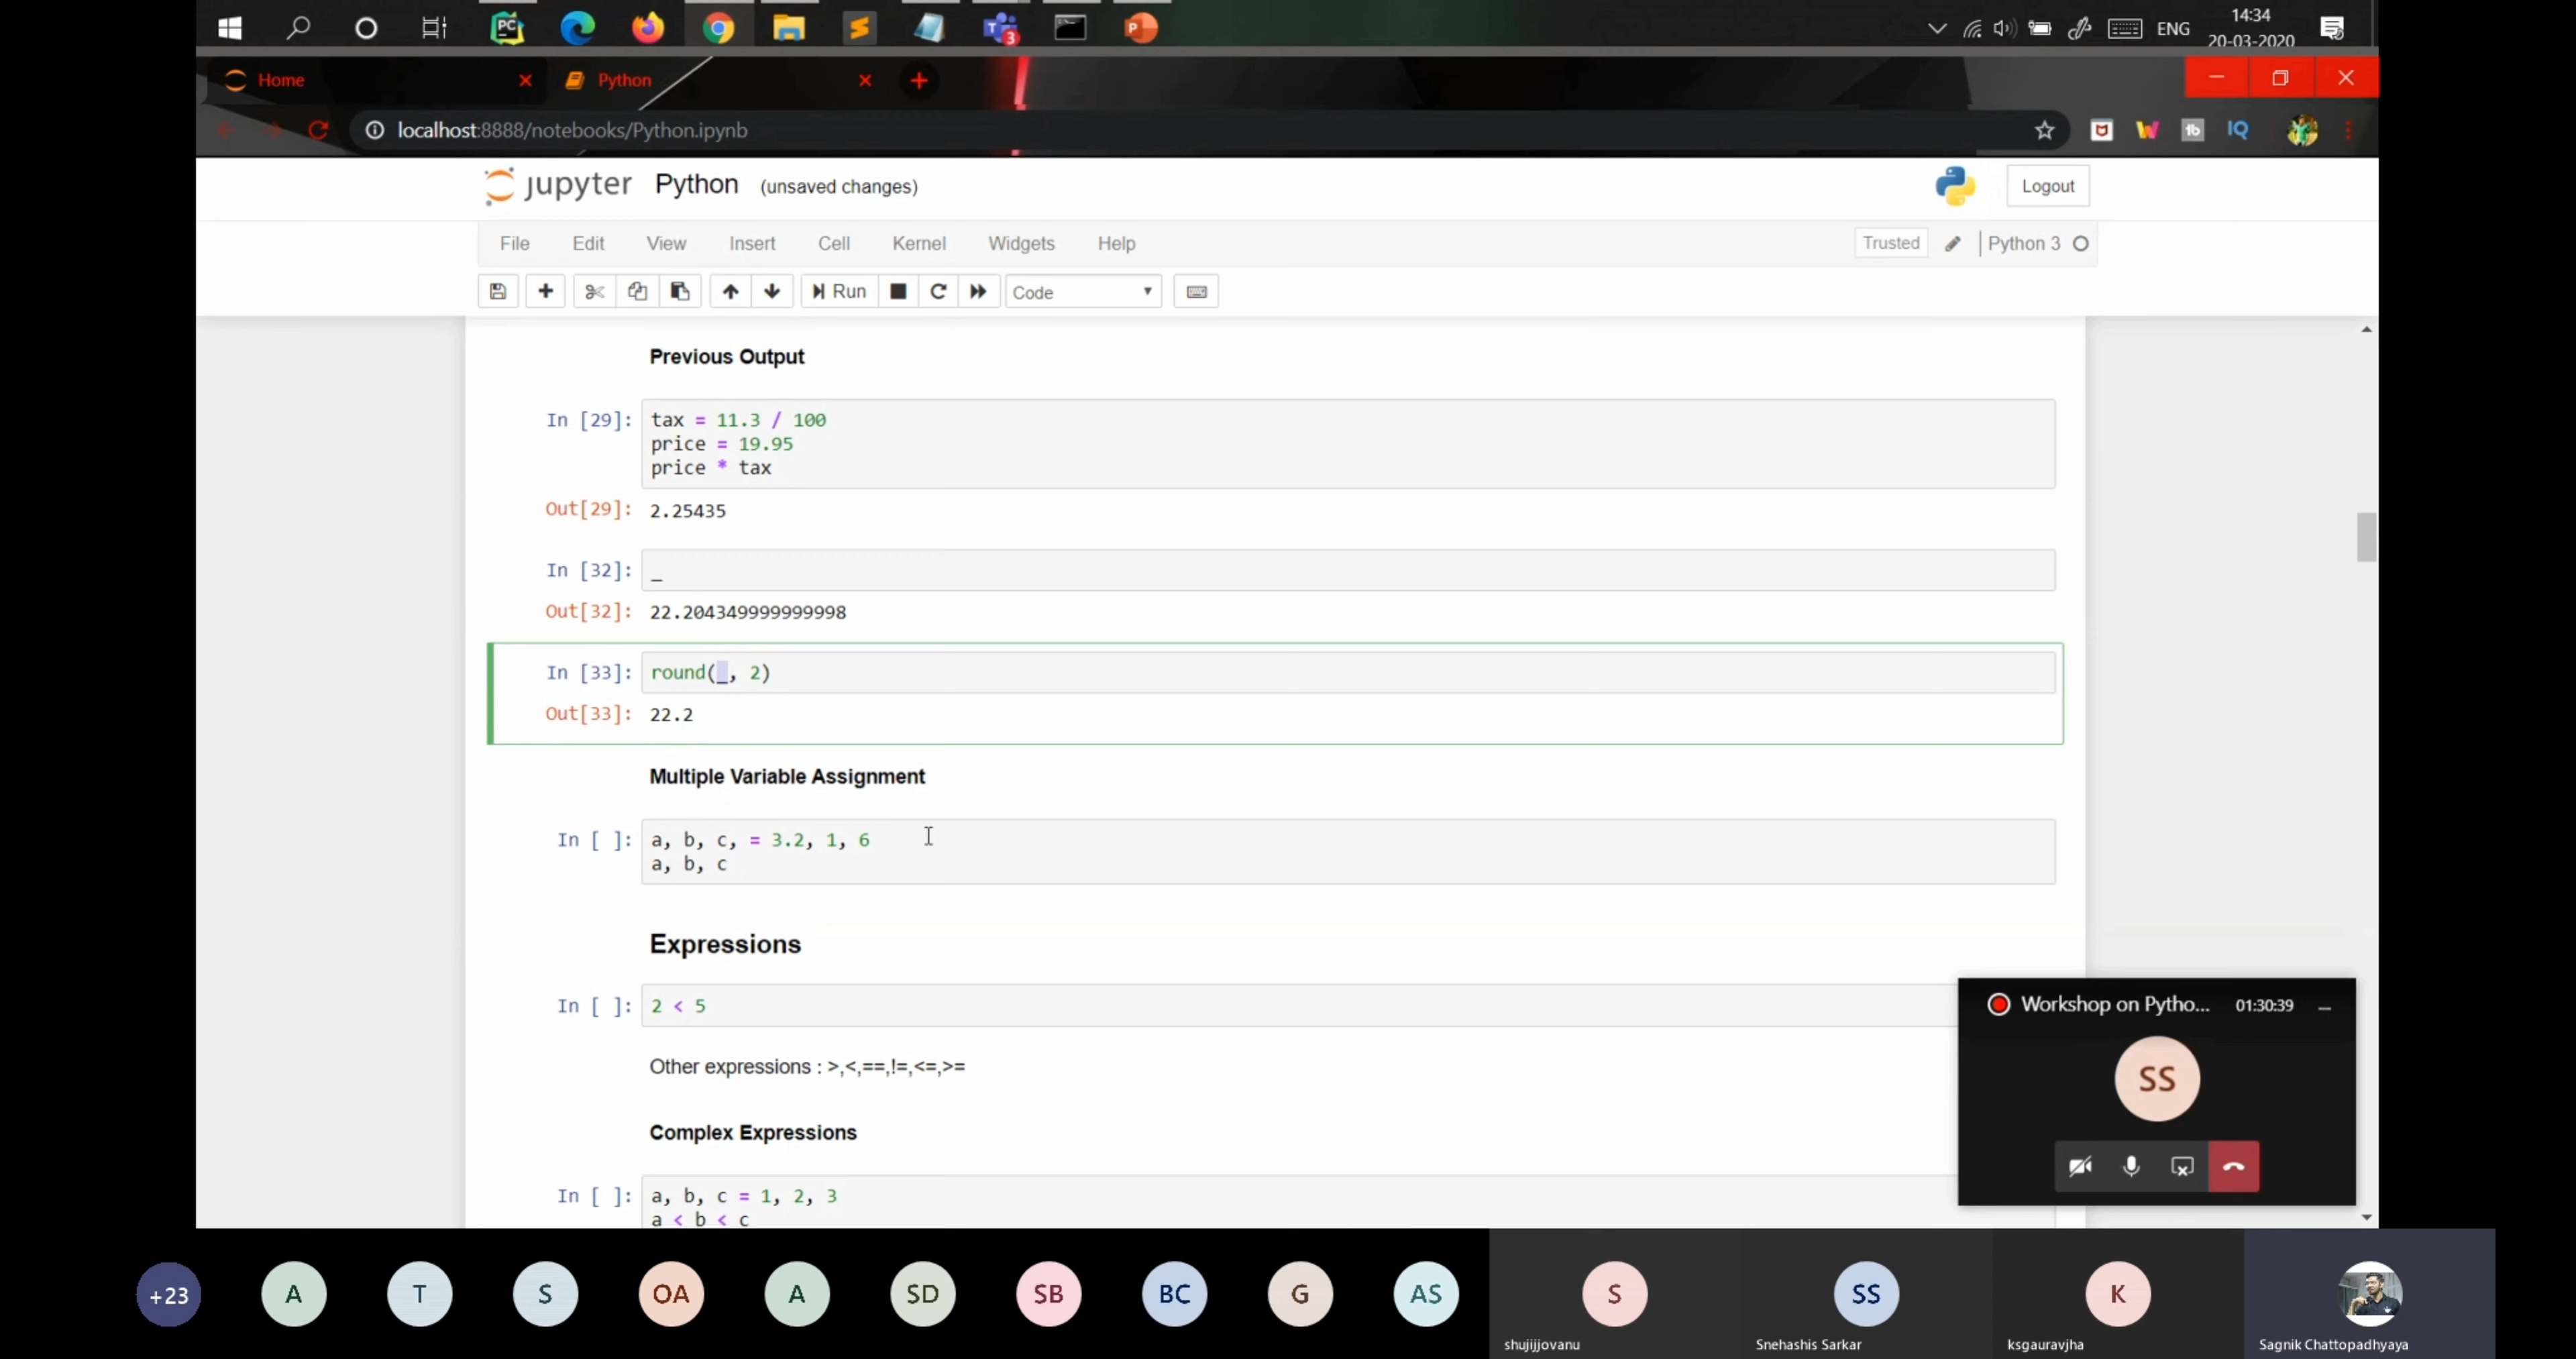 3
ENG
14:34
20-03-2020
Home
Python
localhost:8888/notebooks/Python.ipynb
IQ
jupyter Python (unsaved changes)
Logout
File Edit View Insert Cell Kernel Widgets Help
Trusted
Python 3
Run
Code
Previous Output
In [29]: tax = 11.3 / 100
price = 19.95
price * tax
Out[29]: 2.25435
In [32]: _
Out[32]: 22.204349999999998
In [33]: round(_, 2)
Out[33]: 22.2
Multiple Variable Assignment
In [ ]: a, b, c, = 3.2, 1, 6
a, b, c
Expressions
In [ ]: 2 < 5
Other expressions : >,<,==,!=,<=,>=
Complex Expressions
In [ ]: a, b, c = 1, 2, 3
a < b < c
Workshop on Pytho... 01:30:39
SS
+23 A T S OA A SD SB BC G AS S SS K
shujijjovanu Snehashis Sarkar ksgauravjha Sagnik Chattopadhyaya